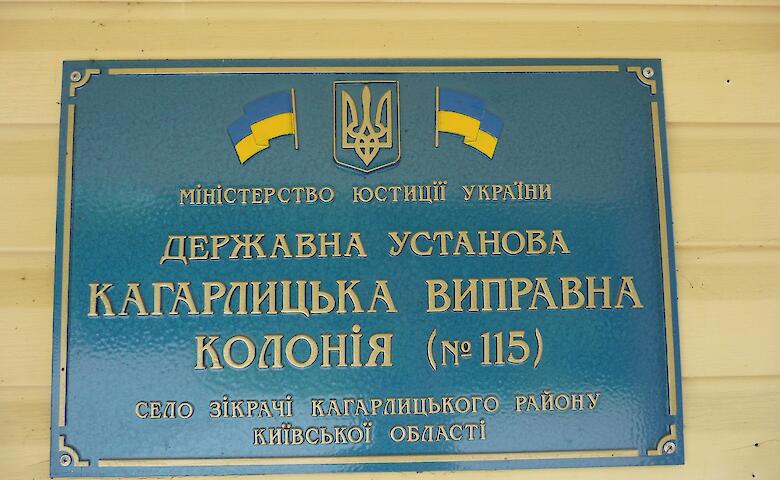 МІНІСТЕРСТВО ЮСТИЦІЇ УКРАЇНИ
ДЕРЖАВНА УСТАНОВА
КАГАРЛИЦЬКА ВИПРАВНА
КОЛОНІЯ (№ 115)
СЕЛО ЗІКРАЧІ КАГАРЛИЦЬКОГО РАЙОНУ
КИЇВСЬКОЇ ОБЛАСТІ